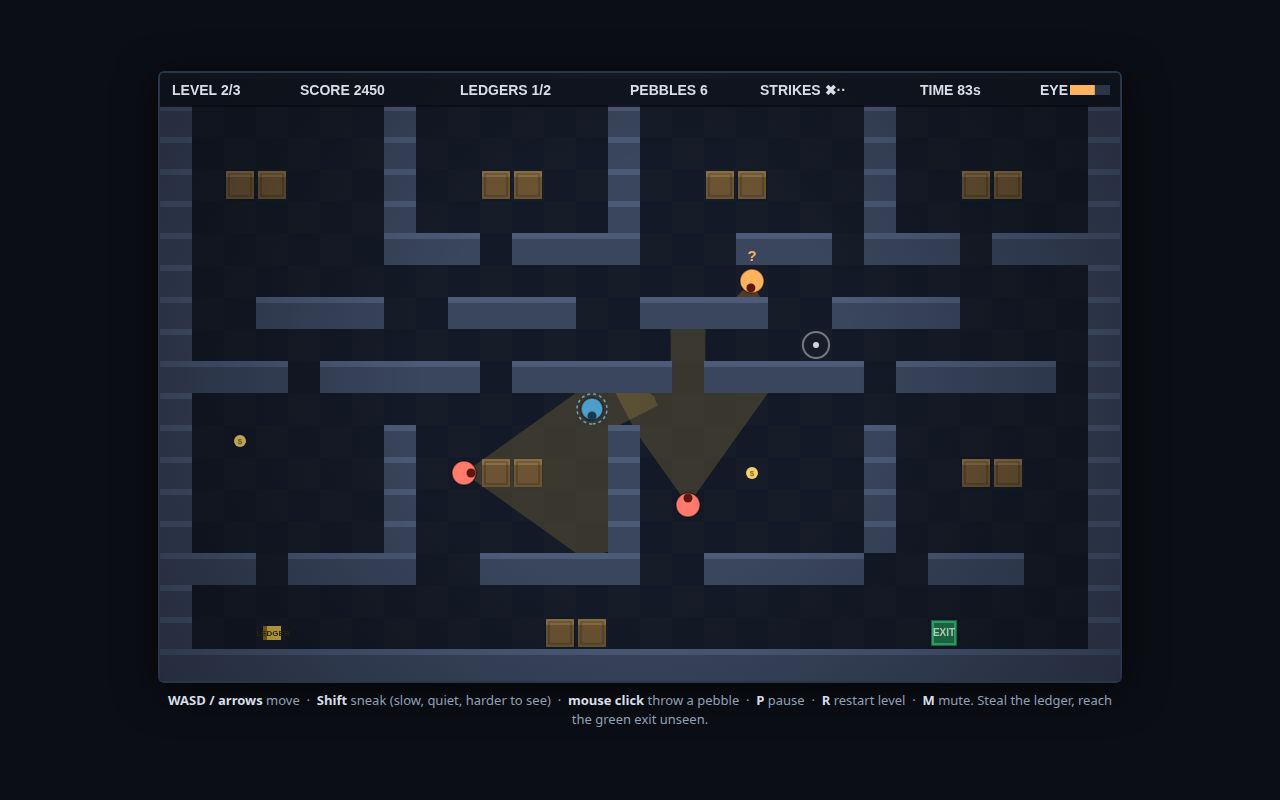 LEVEL 2/3 SCORE 2450 LEDGERS 1/2 PEBBLES 6 STRIKES ✖·· TIME 83s EYE
?
S
S
LEDGER EXIT
WASD / arrows move · Shift sneak (slow, quiet, harder to see) · mouse click throw a pebble · P pause · R restart level · M mute. Steal the ledger, reach
the green exit unseen.